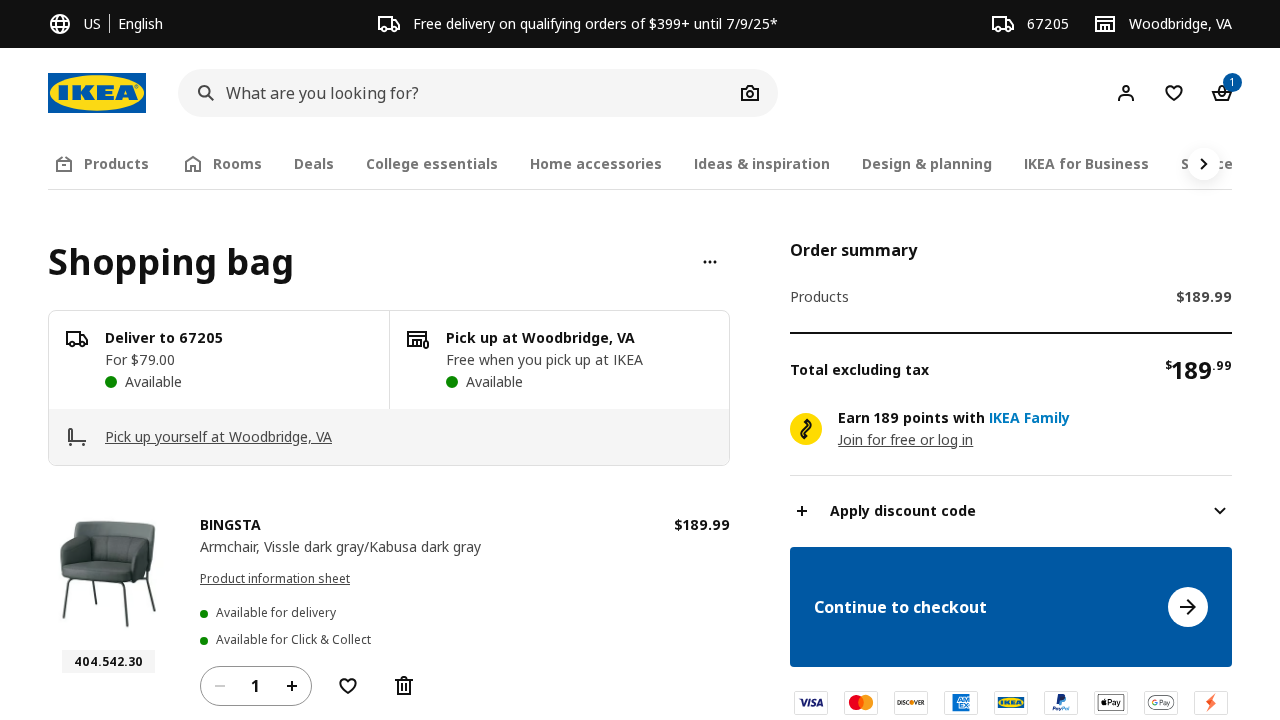 US English
Free delivery on qualifying orders of $399+ until 7/9/25*
67205
Woodbridge, VA
IKEA
What are you looking for?
1
Products
Rooms
Deals
College essentials
Home accessories
Ideas & inspiration
Design & planning
IKEA for Business
Shopping bag
Deliver to 67205
For $79.00
Available
Pick up at Woodbridge, VA
Free when you pick up at IKEA
Available
Pick up yourself at Woodbridge, VA
BINGSTA
$189.99
Armchair, Vissle dark gray/Kabusa dark gray
Product information sheet
Available for delivery
Available for Click & Collect
404.542.30
1
Order summary
Products
$189.99
Total excluding tax
$189.99
Earn 189 points with IKEA Family
Join for free or log in
Apply discount code
Continue to checkout
VISA
DISCOVER
AMEX
IKEA
PayPal
Pay
G Pay